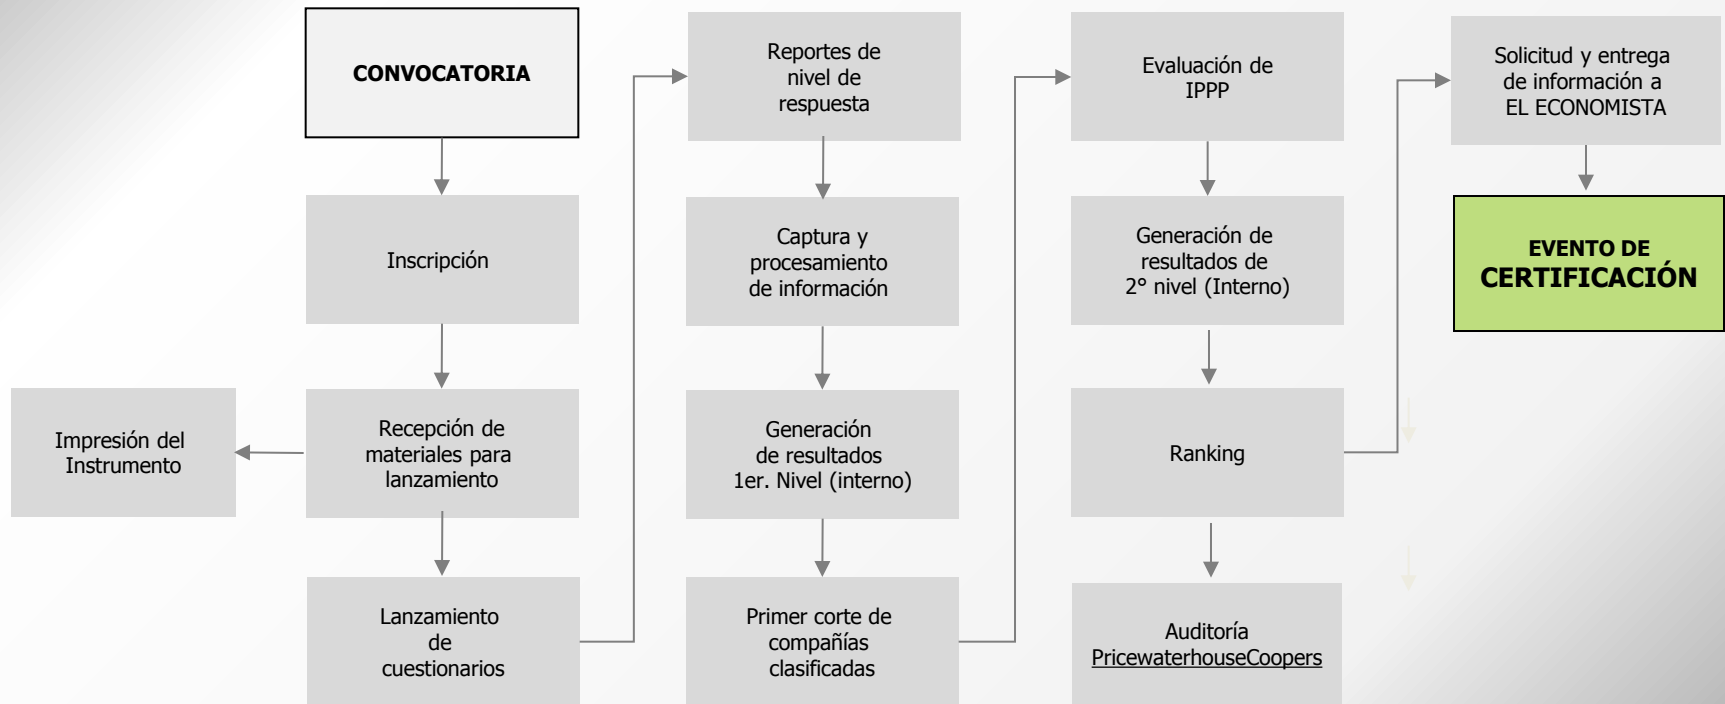 CONVOCATORIA
Inscripción
Recepción de
materiales para
lanzamiento
Impresión del
Instrumento
Lanzamiento
de
cuestionarios
Reportes de
nivel de
respuesta
Captura y
procesamiento
de información
Generación
de resultados
1er. Nivel (interno)
Primer corte de
compañías
clasificadas
Evaluación de
IPPP
Generación de
resultados de
2° nivel (Interno)
Ranking
Auditoría
PricewaterhouseCoopers
Solicitud y entrega
de información a
EL ECONOMISTA
EVENTO DE
CERTIFICACIÓN